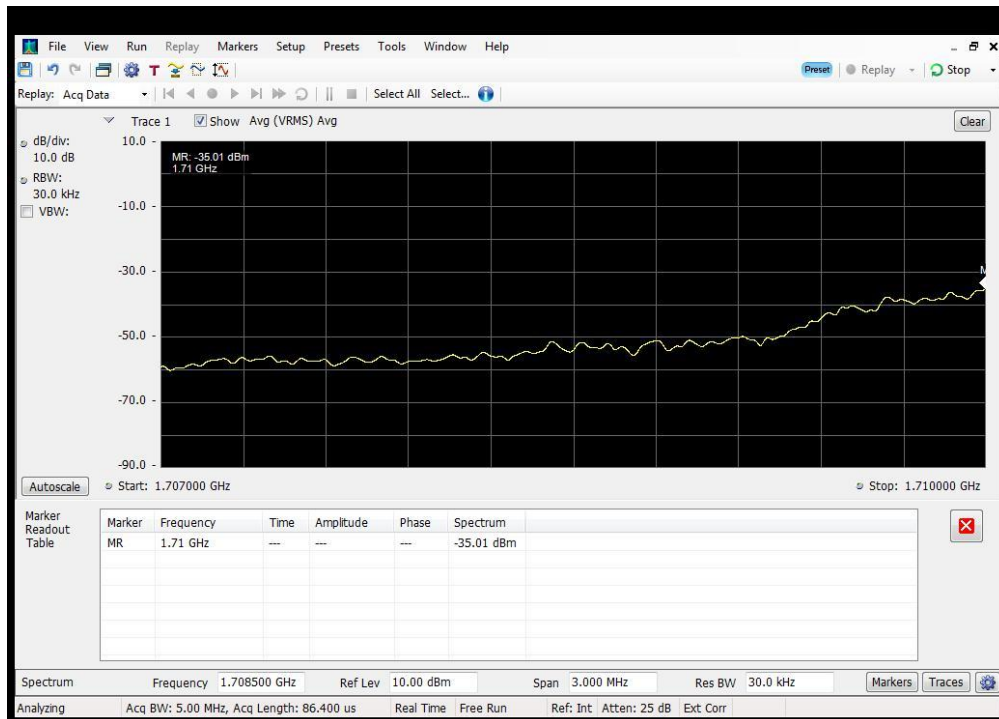 File View Run Replay Markers Setup Presets Tools Window Help
T Preset Replay Stop
Replay: Acq Data Select All Select...
Trace 1 Show Avg (VRMS) Avg Clear
dB/div:
10.0 dB
RBW:
30.0 kHz
VBW:
10.0 -
MR: -35.01 dBm
1.71 GHz
-10.0 -
-30.0 -
M
-50.0 -
-70.0 -
-90.0 -
Autoscale Start: 1.707000 GHz Stop: 1.710000 GHz
Marker
Readout
Table
Marker Frequency Time Amplitude Phase Spectrum
MR 1.71 GHz --- --- --- -35.01 dBm
Spectrum Frequency 1.708500 GHz Ref Lev 10.00 dBm Span 3.000 MHz Res BW 30.0 kHz Markers Traces
Analyzing Acq BW: 5.00 MHz, Acq Length: 86.400 us Real Time Free Run Ref: Int Atten: 25 dB Ext Corr